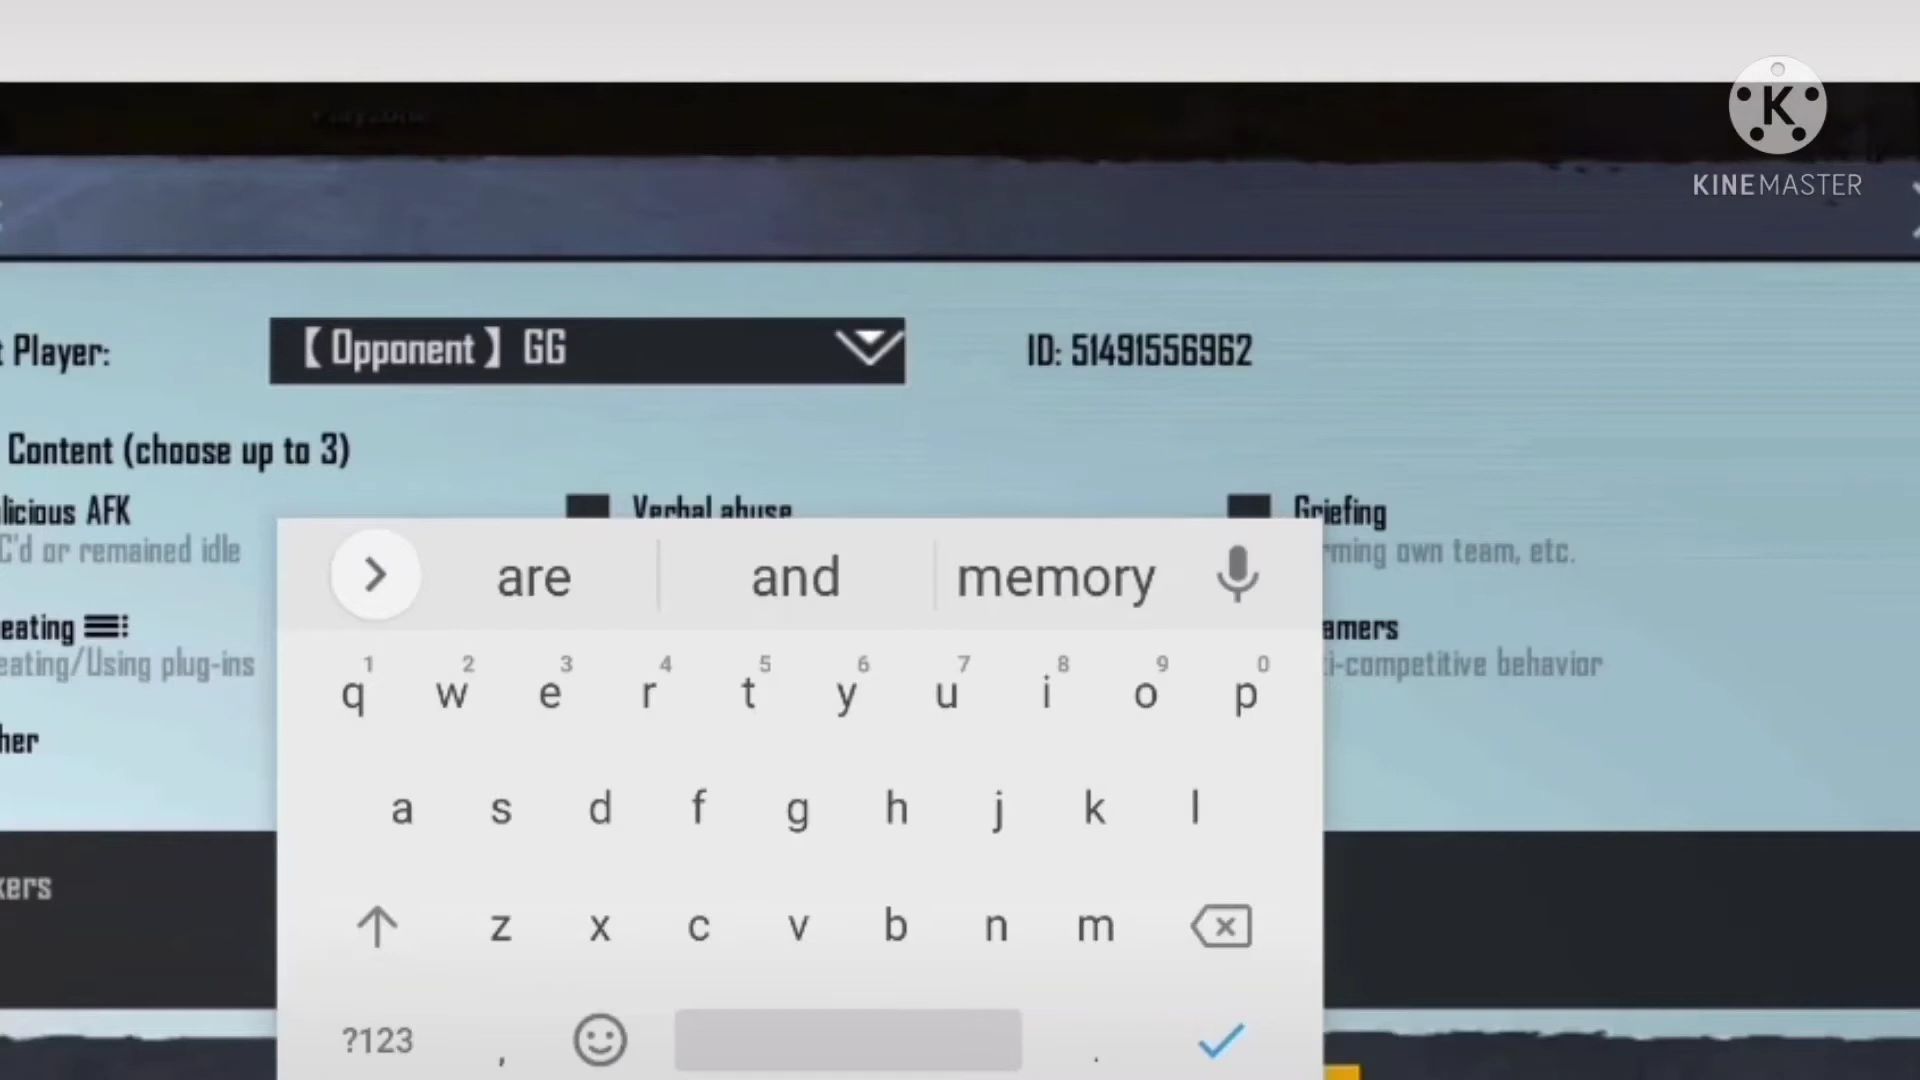 KINEMASTER
t Player:
【 Opponent 】 GG
ID: 51491556962
Content (choose up to 3)
licious AFK
C'd or remained idle
Verbal abuse
Griefing
rming own team, etc.
eating
eating/Using plug-ins
amers
i-competitive behavior
her
kers
are and memory
1 2 3 4 5 6 7 8 9 0
q w e r t y u i o p
a s d f g h j k l
z x c v b n m
?123 , .